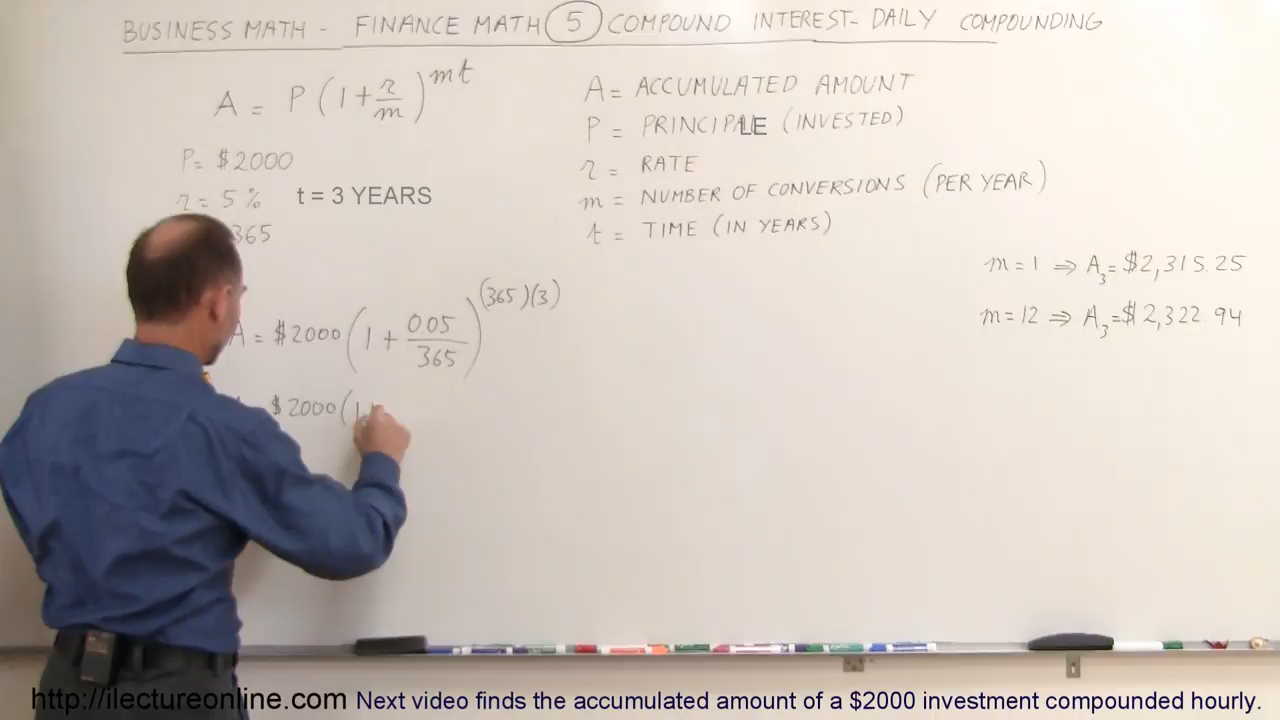 BUSINESS MATH - FINANCE MATH 5 COMPOUND INTEREST - DAILY COMPOUNDING
A = P(1 + r/m)^mt
P = $2000
r = 5% t = 3 YEARS
365
A = $2000(1 + 0.05/365)^(365)(3)
$2000(1
A = ACCUMULATED AMOUNT
P = PRINCIPLE (INVESTED)
r = RATE
m = NUMBER OF CONVERSIONS (PER YEAR)
t = TIME (IN YEARS)
m = 1 ⇒ A₃ = $2,315.25
m = 12 ⇒ A₃ = $2,322.94
http://ilectureonline.com Next video finds the accumulated amount of a $2000 investment compounded hourly.